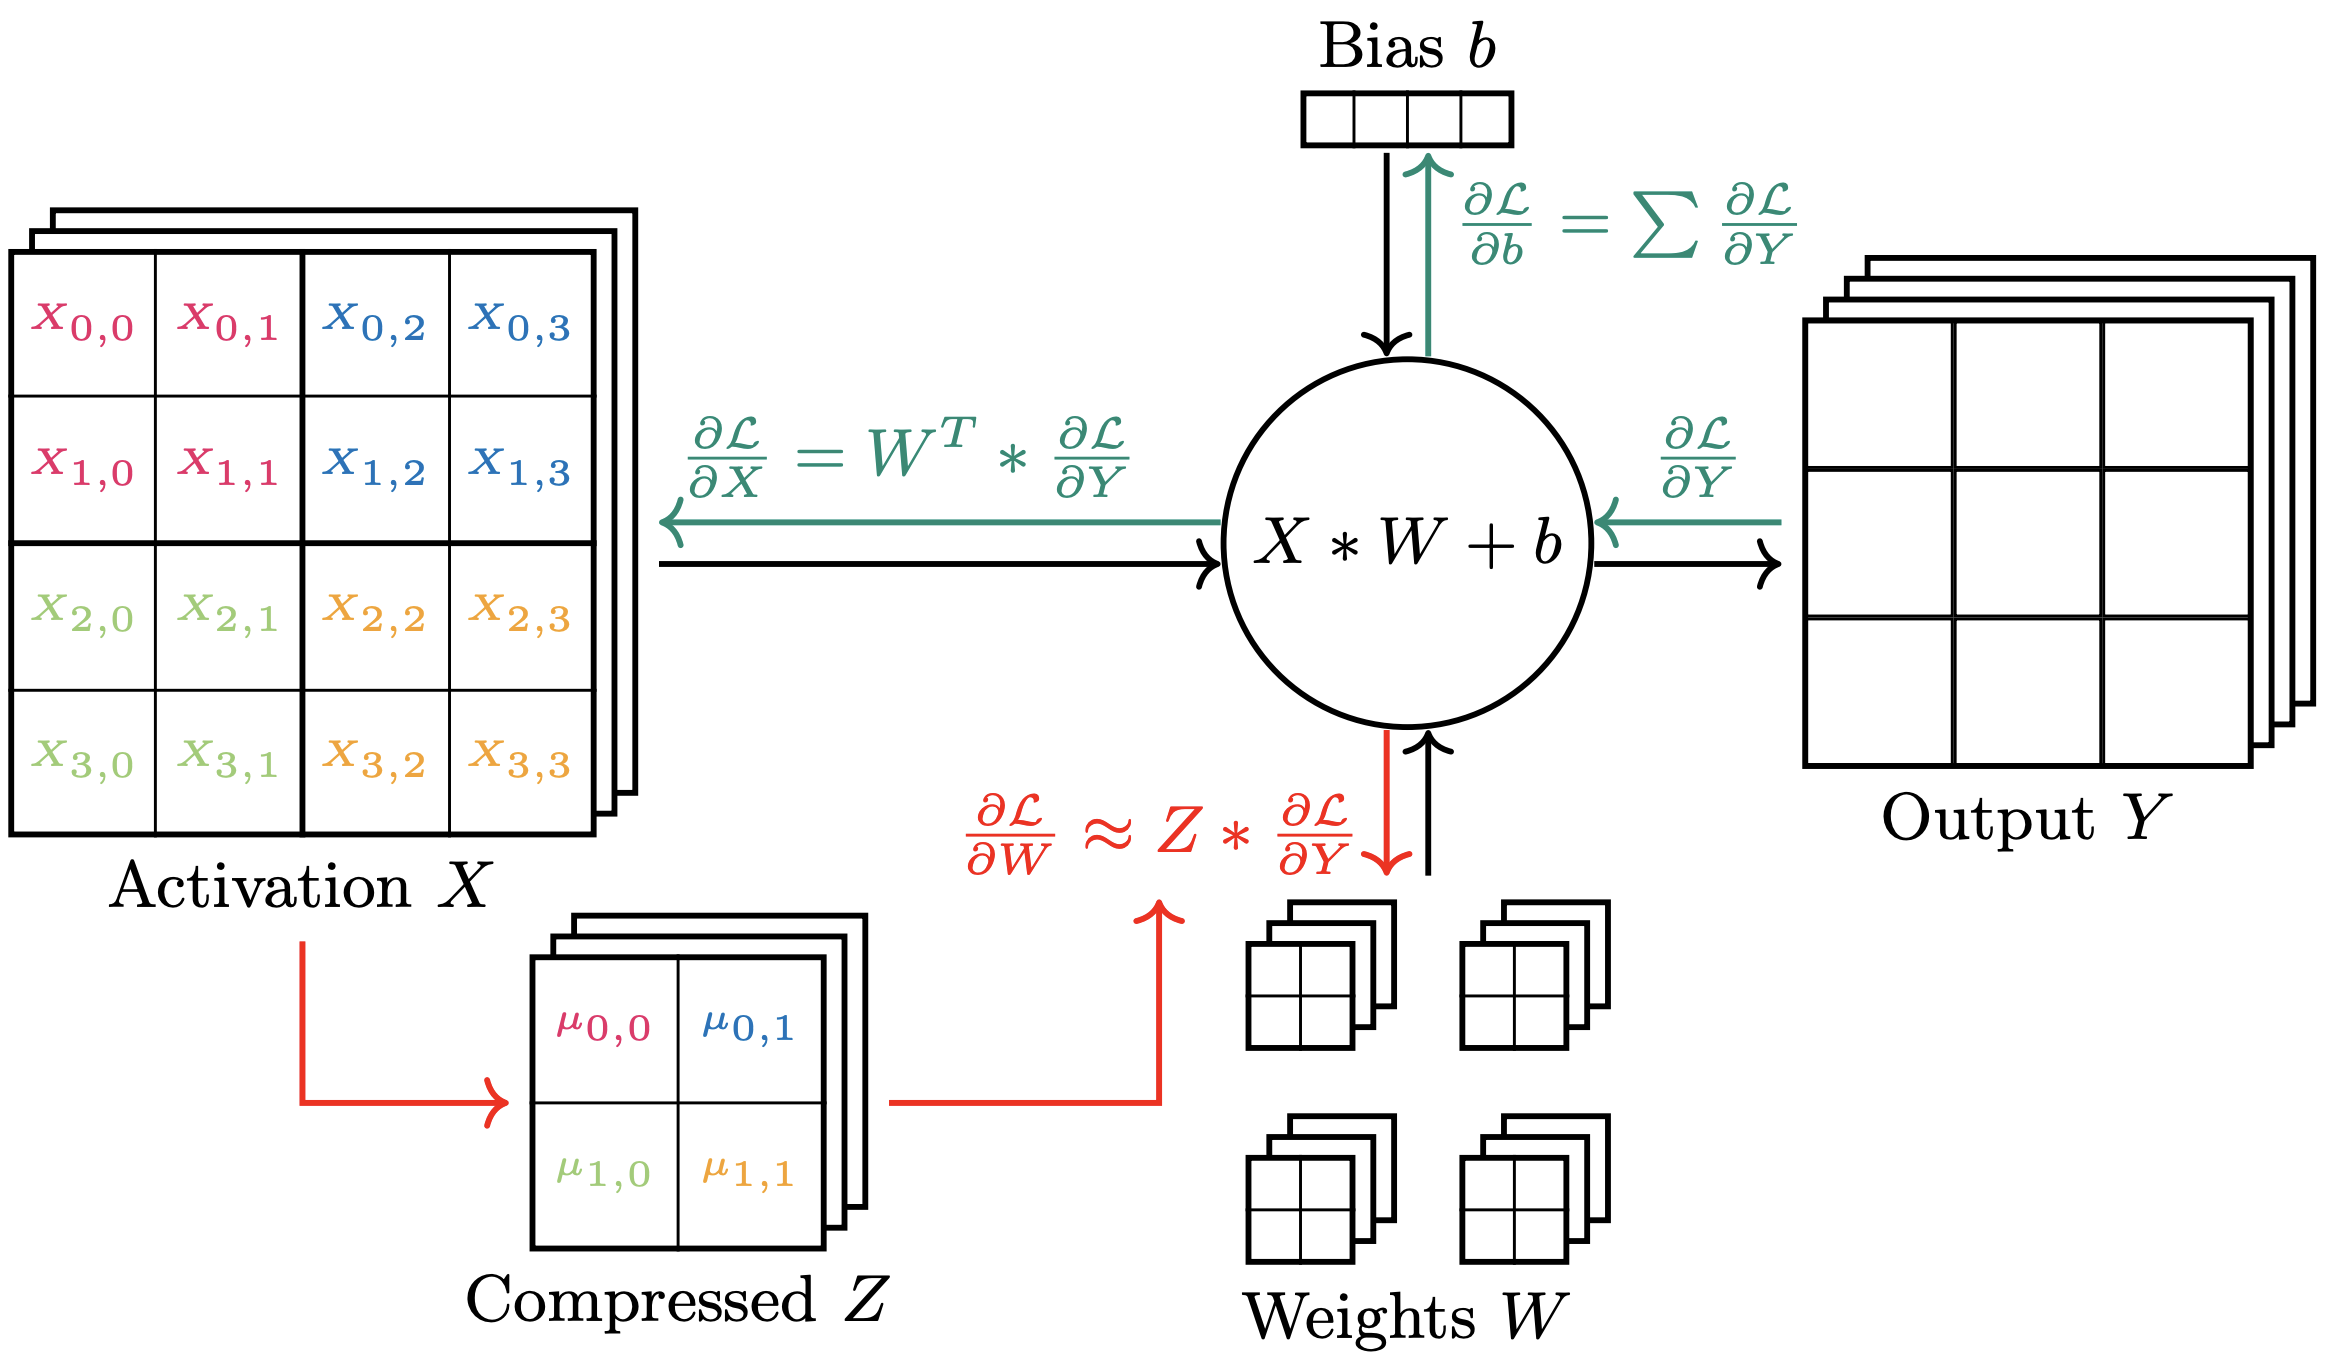 Bias b
∂ℒ/∂b = ∑ ∂ℒ/∂Y
x₀,₀ x₀,₁ x₀,₂ x₀,₃
x₁,₀ x₁,₁ x₁,₂ x₁,₃
x₂,₀ x₂,₁ x₂,₂ x₂,₃
x₃,₀ x₃,₁ x₃,₂ x₃,₃
Activation X
∂ℒ/∂X = Wᵀ * ∂ℒ/∂Y
X * W + b
∂ℒ/∂Y
Output Y
∂ℒ/∂W ≈ Z * ∂ℒ/∂Y
μ₀,₀ μ₀,₁
μ₁,₀ μ₁,₁
Compressed Z
Weights W